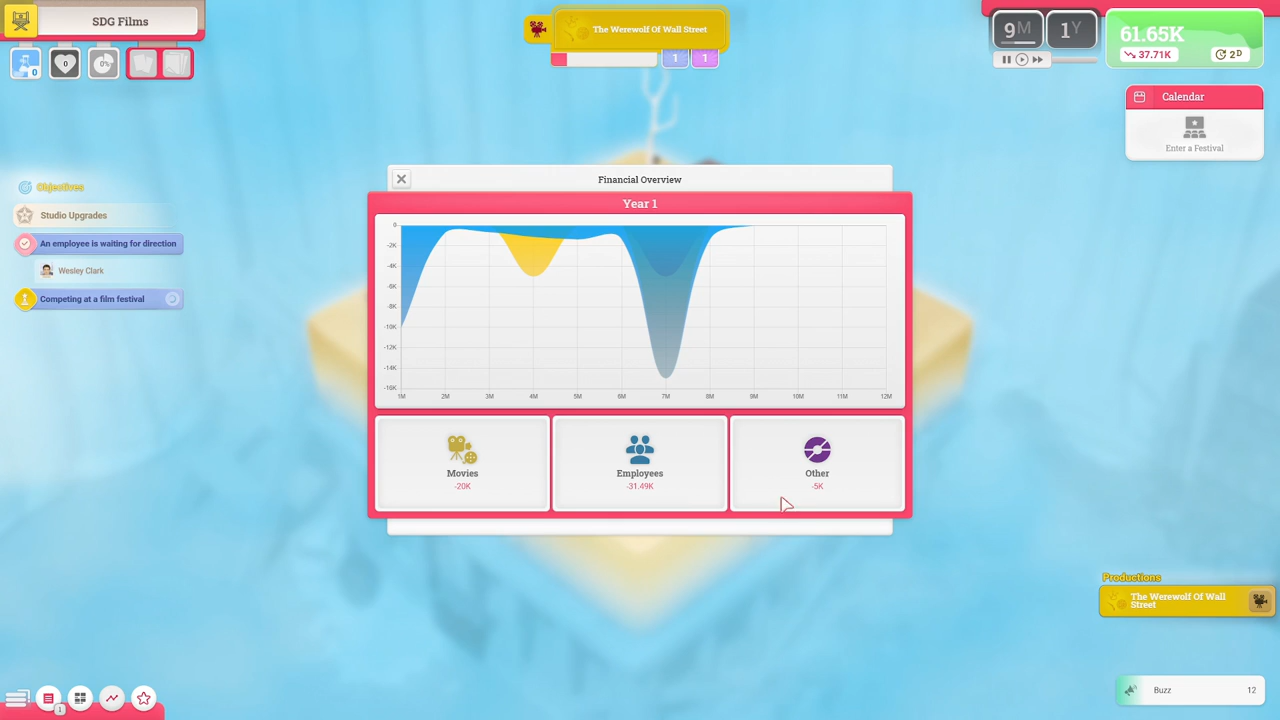 SDG Films
The Werewolf Of Wall Street
9M
1Y
61.65K
37.71K
2D
0
0
0%
1
1
Calendar
Enter a Festival
Objectives
Studio Upgrades
An employee is waiting for direction
Wesley Clark
Competing at a film festival
Financial Overview
Year 1
0
-2K
-4K
-6K
-8K
-10K
-12K
-14K
-16K
1M 2M 3M 4M 5M 6M 7M 8M 9M 10M 11M 12M
Movies
-20K
Employees
-31.49K
Other
-5K
Productions
The Werewolf Of Wall
Street
Buzz 12
1